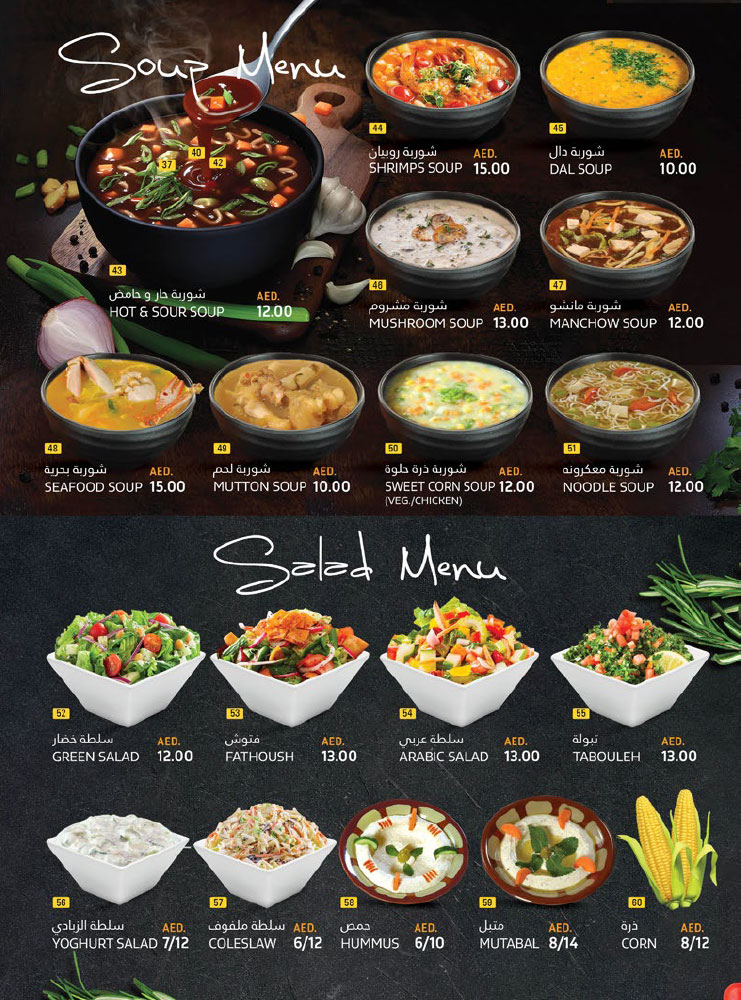 Soup Menu
37
40
42
43
شوربة حار و حامض
HOT & SOUR SOUP
AED.
12.00
44
شوربة روبيان
SHRIMPS SOUP
AED.
15.00
45
شوربة دال
DAL SOUP
AED.
10.00
46
شوربة مشروم
MUSHROOM SOUP
AED.
13.00
47
شوربة مانشو
MANCHOW SOUP
AED.
12.00
48
شوربة بحرية
SEAFOOD SOUP
AED.
15.00
49
شوربة لحم
MUTTON SOUP
AED.
10.00
50
شوربة ذرة حلوة
SWEET CORN SOUP
(VEG./CHICKEN)
AED.
12.00
51
شوربة معكرونه
NOODLE SOUP
AED.
12.00
Salad Menu
52
سلطة خضار
GREEN SALAD
AED.
12.00
53
فتوش
FATHOUSH
AED.
13.00
54
سلطة عربي
ARABIC SALAD
AED.
13.00
55
تبولة
TABOULEH
AED.
13.00
56
سلطة الزبادي
YOGHURT SALAD
AED.
7/12
57
سلطة ملفوف
COLESLAW
AED.
6/12
58
حمص
HUMMUS
AED.
6/10
59
متبل
MUTABAL
AED.
8/14
60
ذرة
CORN
AED.
8/12